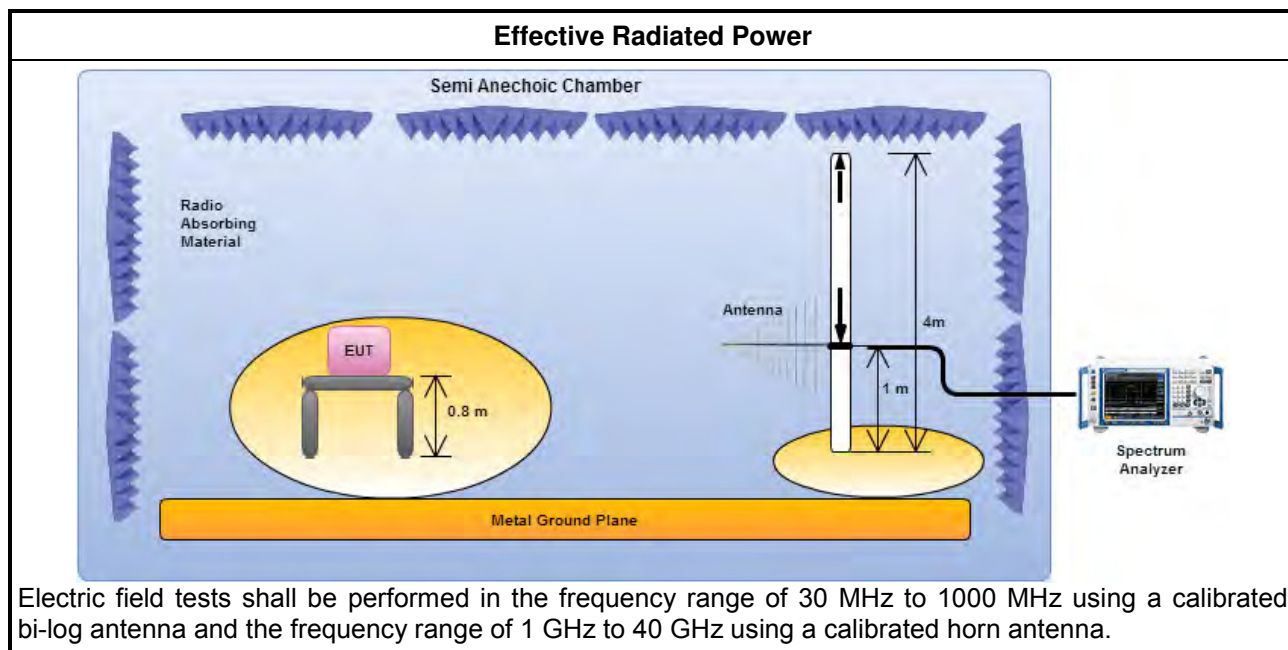 Effective Radiated Power
Semi Anechoic Chamber
Radio
Absorbing
Material
Antenna
4m
EUT
1 m
0.8 m
Spectrum
Analyzer
Metal Ground Plane
Electric field tests shall be performed in the frequency range of 30 MHz to 1000 MHz using a calibrated
bi-log antenna and the frequency range of 1 GHz to 40 GHz using a calibrated horn antenna.